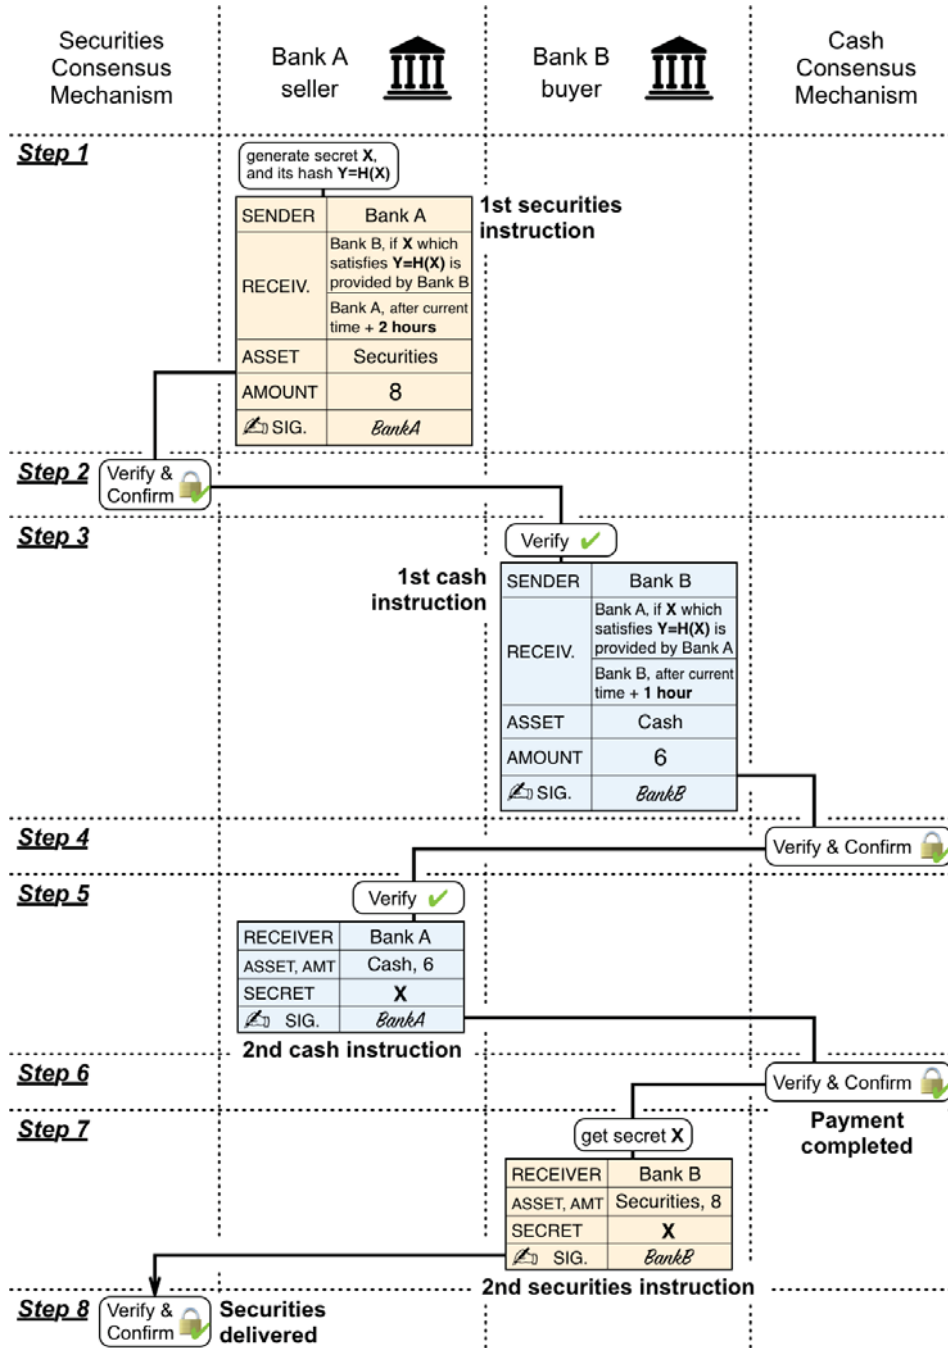 Securities
Consensus
Mechanism
Bank A
seller
Bank B
buyer
Cash
Consensus
Mechanism
Step 1
generate secret X,
and its hash Y=H(X)
1st securities
instruction
SENDER
Bank A
RECEIV.
Bank B, if X which
satisfies Y=H(X) is
provided by Bank B
Bank A, after current
time + 2 hours
ASSET
Securities
AMOUNT
8
SIG.
BankA
Step 2
Verify &
Confirm
Step 3
Verify
1st cash
instruction
SENDER
Bank B
RECEIV.
Bank A, if X which
satisfies Y=H(X) is
provided by Bank A
Bank B, after current
time + 1 hour
ASSET
Cash
AMOUNT
6
SIG.
BankB
Step 4
Verify & Confirm
Step 5
Verify
RECEIVER
Bank A
ASSET, AMT
Cash, 6
SECRET
X
SIG.
BankA
2nd cash instruction
Step 6
Verify & Confirm
Payment
completed
Step 7
get secret X
RECEIVER
Bank B
ASSET, AMT
Securities, 8
SECRET
X
SIG.
BankB
2nd securities instruction
Step 8
Verify &
Confirm
Securities
delivered